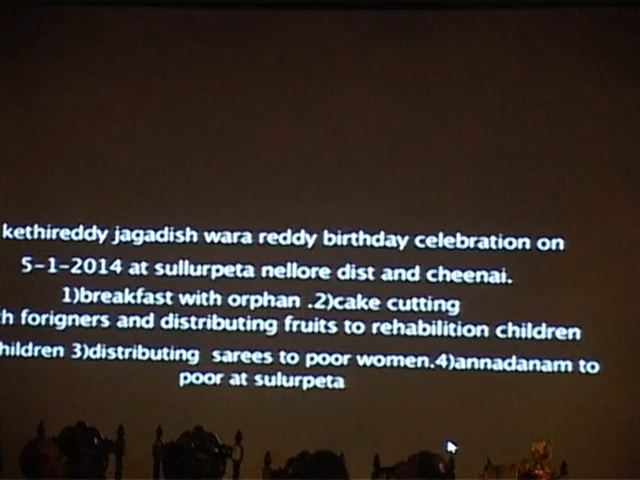 kethireddy jagadish wara reddy birthday celebration on
5-1-2014 at sullurpeta nellore dist and cheenai.
1)breakfast with orphan .2)cake cutting
forigners and distributing fruits to rehabilition children
3)distributing sarees to poor women.4)annadanam to
poor at sulurpeta